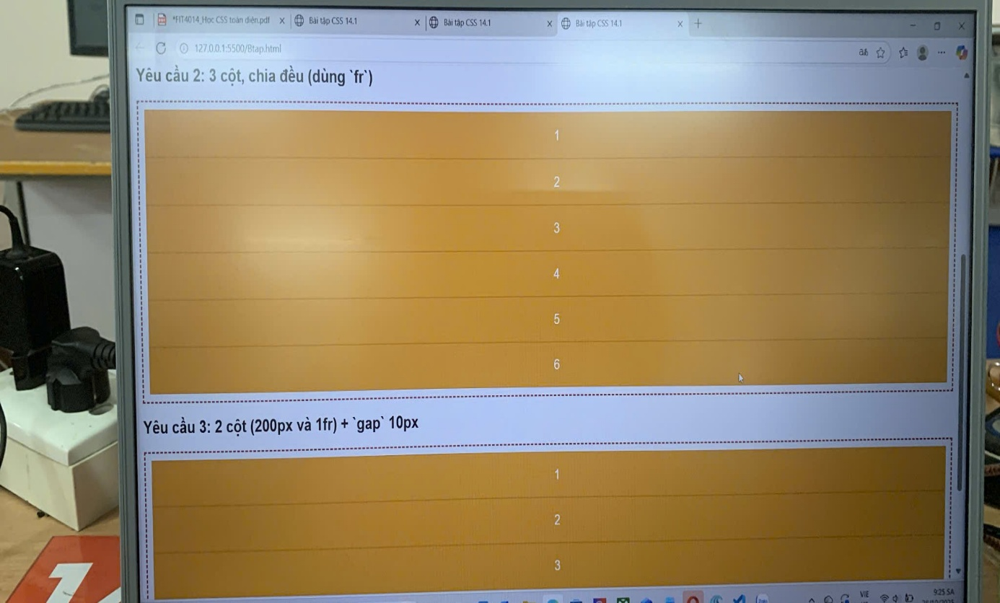 *FIT4014_Học CSS toàn diện.pdf
Bài tập CSS 14.1
Bài tập CSS 14.1
Bài tập CSS 14.1
127.0.0.1:5500/Btap.html
Yêu cầu 2: 3 cột, chia đều (dùng `fr`)
1
2
3
4
5
6
Yêu cầu 3: 2 cột (200px và 1fr) + `gap` 10px
1
2
3
VIE
9:25 SA